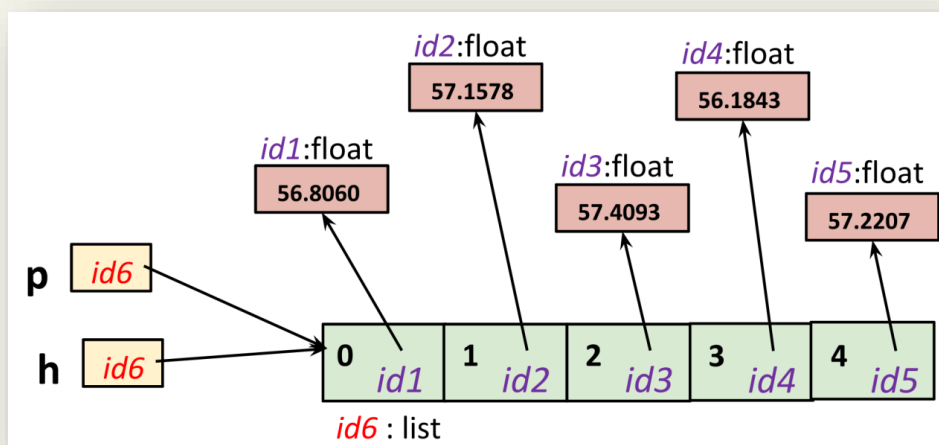 id2:float
id4:float
57.1578
56.1843
id1:float
id3:float
id5:float
56.8060
57.4093
57.2207
p id6
h id6
0 1 2 3 4
id1 id2 id3 id4 id5
id6 : list